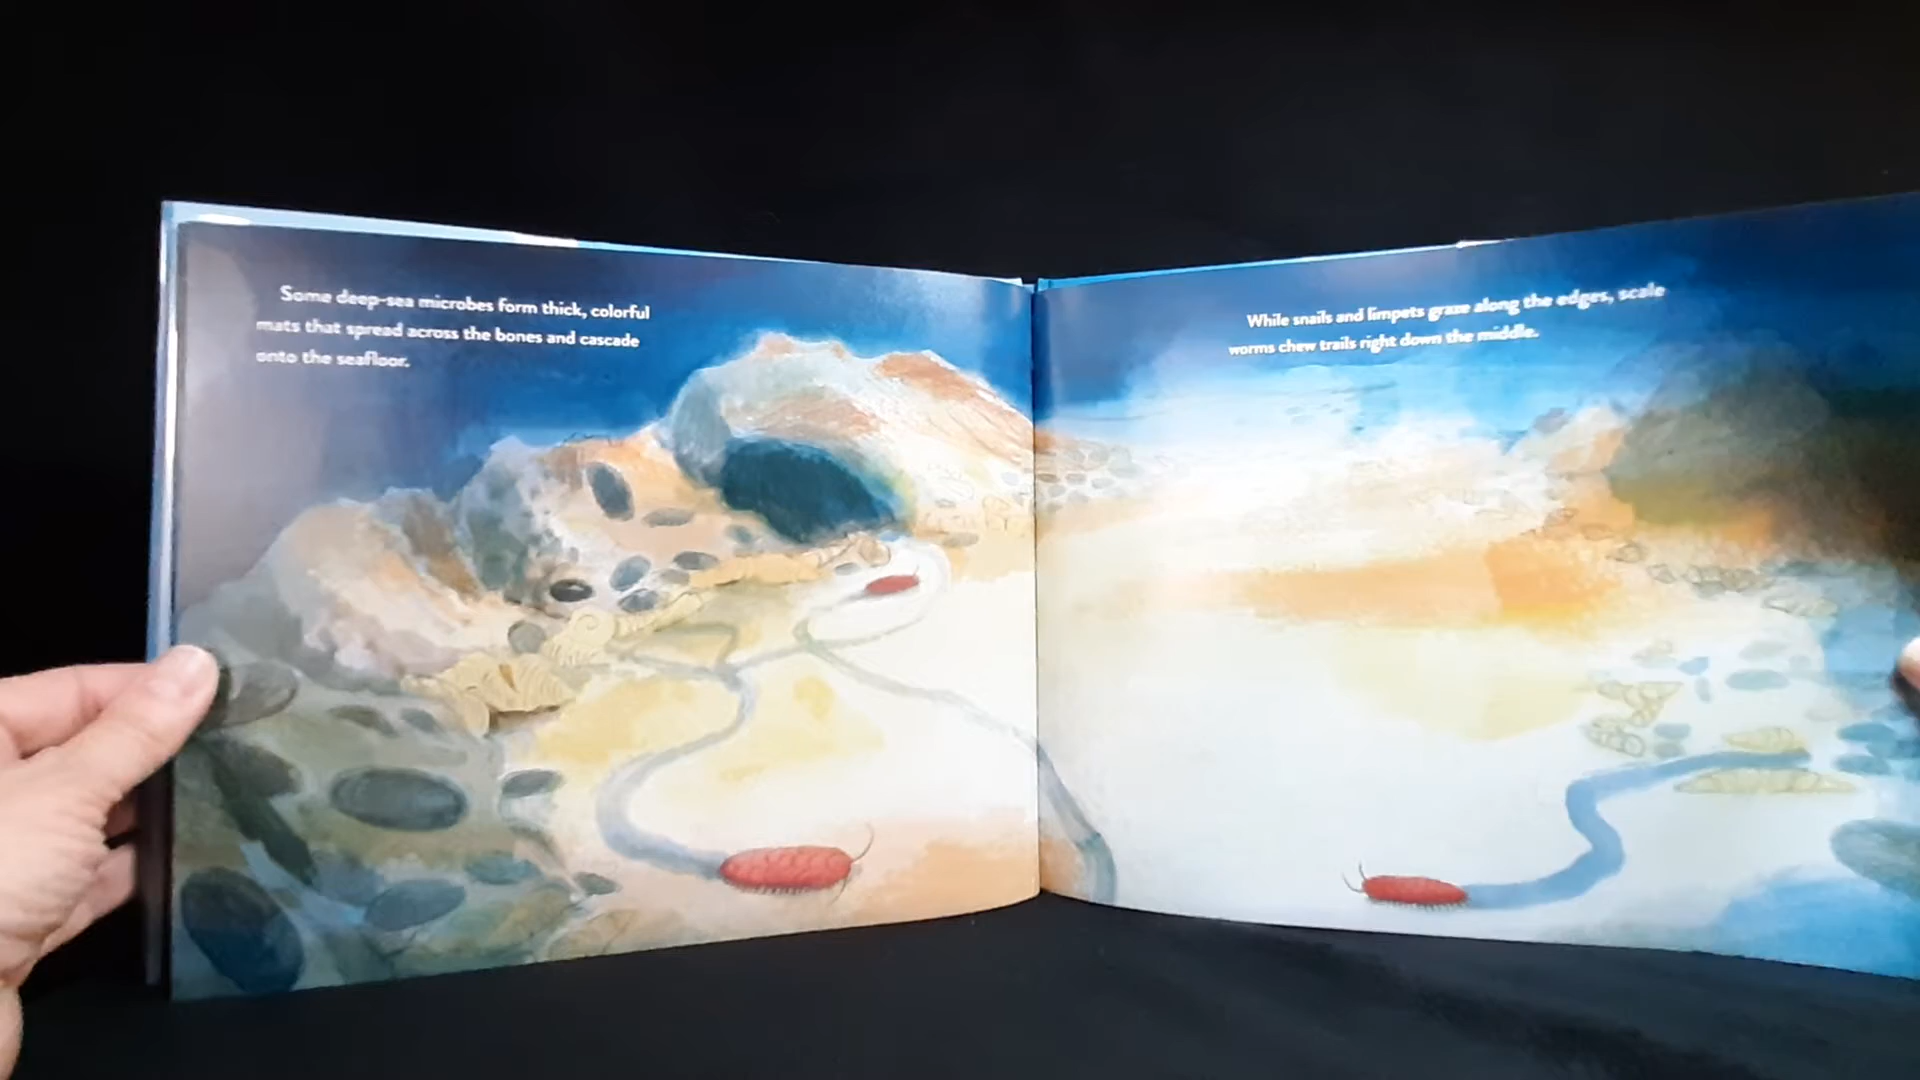 Some deep-sea microbes form thick, colorful
mats that spread across the bones and cascade
onto the seafloor.
While snails and limpets graze along the edges, scale
worms chew trails right down the middle.